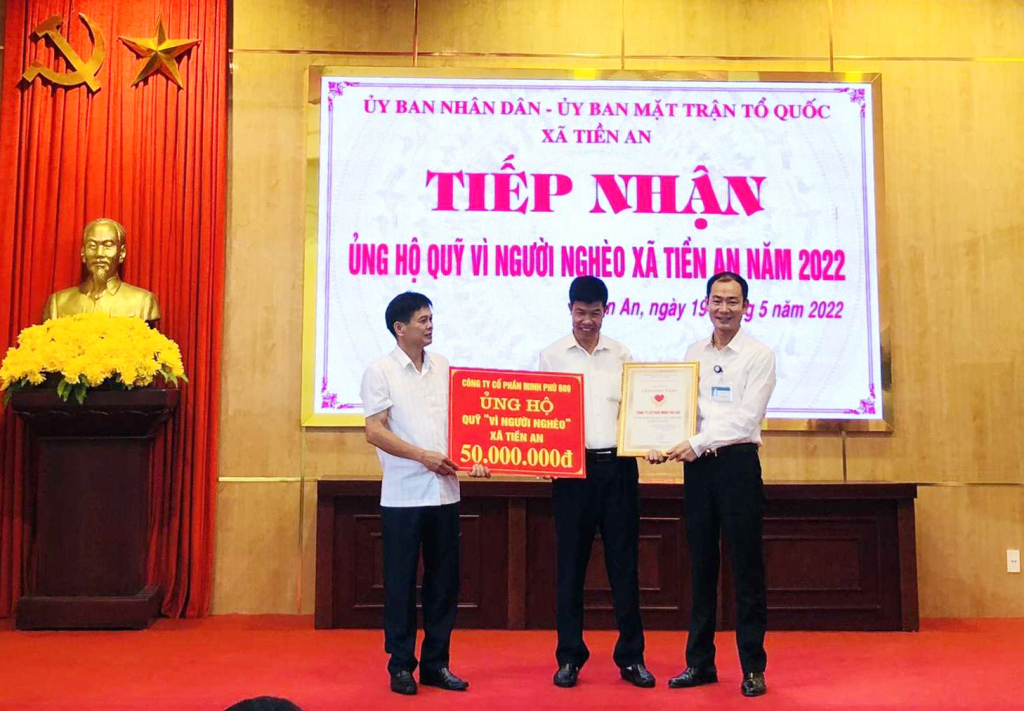 ỦY BAN NHÂN DÂN - ỦY BAN MẶT TRẬN TỔ QUỐC
XÃ TIỀN AN
TIẾP NHẬN
ỦNG HỘ QUỸ VÌ NGƯỜI NGHÈO XÃ TIỀN AN NĂM 2022
An, ngày 19 5 năm 2022
CÔNG TY CỔ PHẦN MINH PHÚ 686
ỦNG HỘ
QUỸ "VÌ NGƯỜI NGHÈO"
XÃ TIỀN AN
50.000.000đ